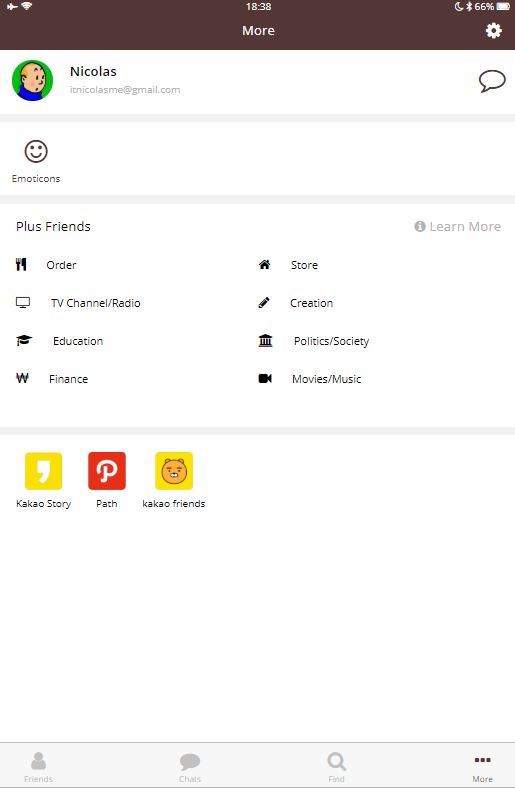 18:38
66%
More
Nicolas
itnicolasme@gmail.com
Emoticons
Plus Friends
Learn More
Order
Store
TV Channel/Radio
Creation
Education
Politics/Society
Finance
Movies/Music
Kakao Story
Path
kakao friends
Friends
Chats
Find
More